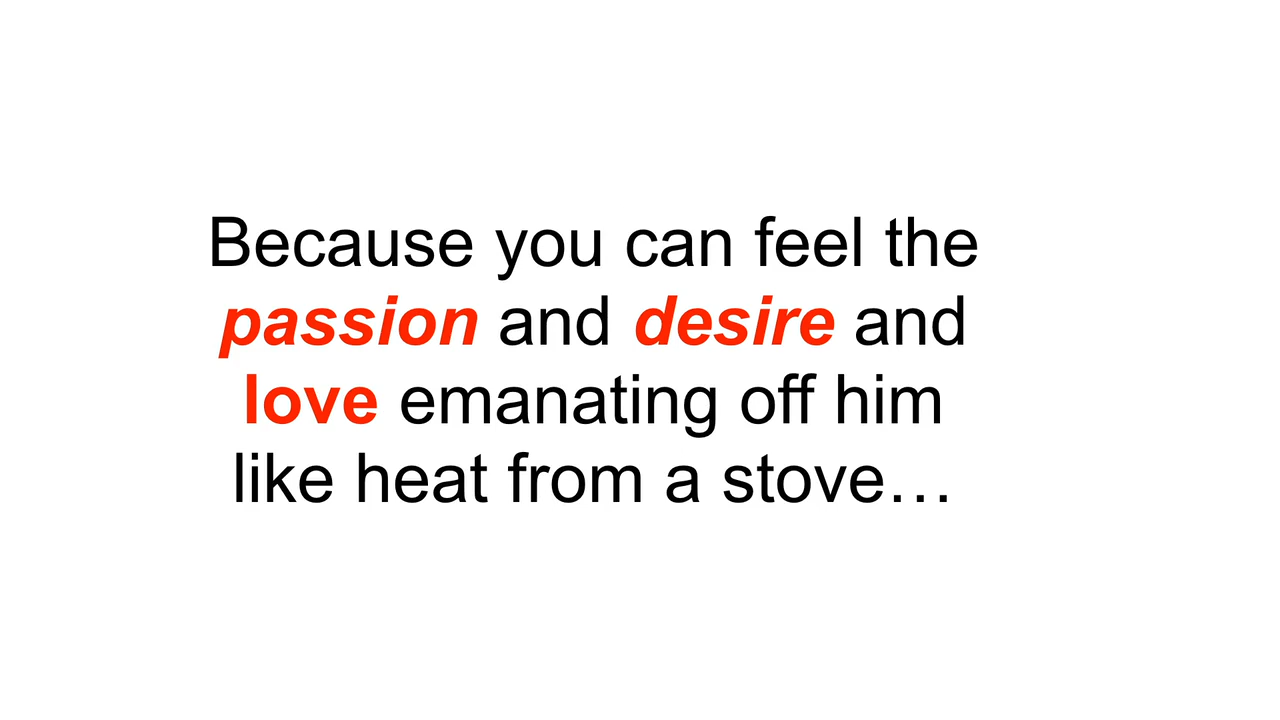 Because you can feel the
passion and desire and
love emanating off him
like heat from a stove…